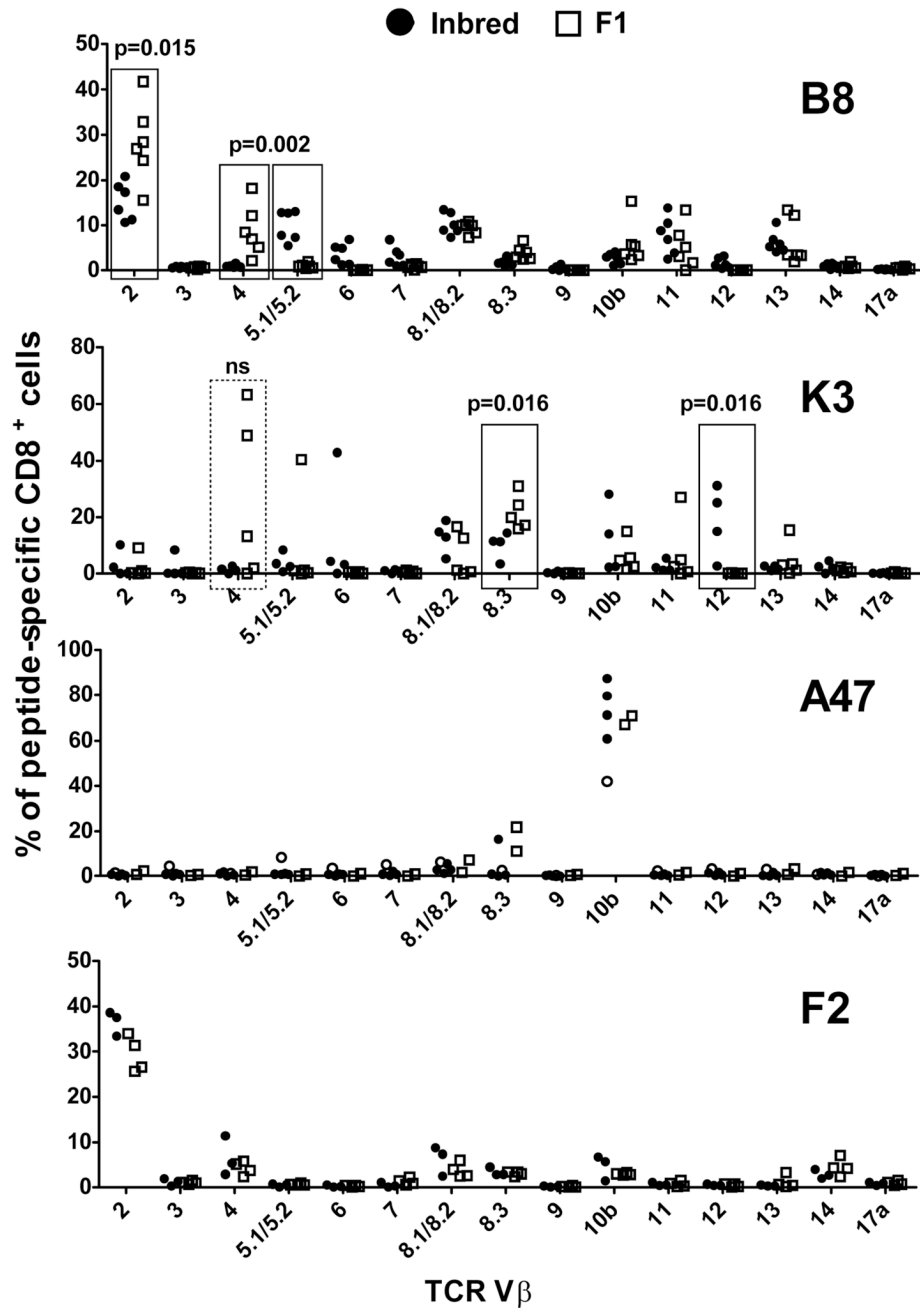 ● Inbred □ F1
% of peptide-specific CD8 + cells
B8
p=0.015
p=0.002
50
40
30
20
10
0
2 3 4 5.1/5.2 6 7 8.1/8.2 8.3 9 10b 11 12 13 14 17a
K3
ns
p=0.016
p=0.016
80
60
40
20
0
2 3 4 5.1/5.2 6 7 8.1/8.2 8.3 9 10b 11 12 13 14 17a
A47
100
80
60
40
20
0
2 3 4 5.1/5.2 6 7 8.1/8.2 8.3 9 10b 11 12 13 14 17a
F2
50
40
30
20
10
0
2 3 4 5.1/5.2 6 7 8.1/8.2 8.3 9 10b 11 12 13 14 17a
TCR Vβ